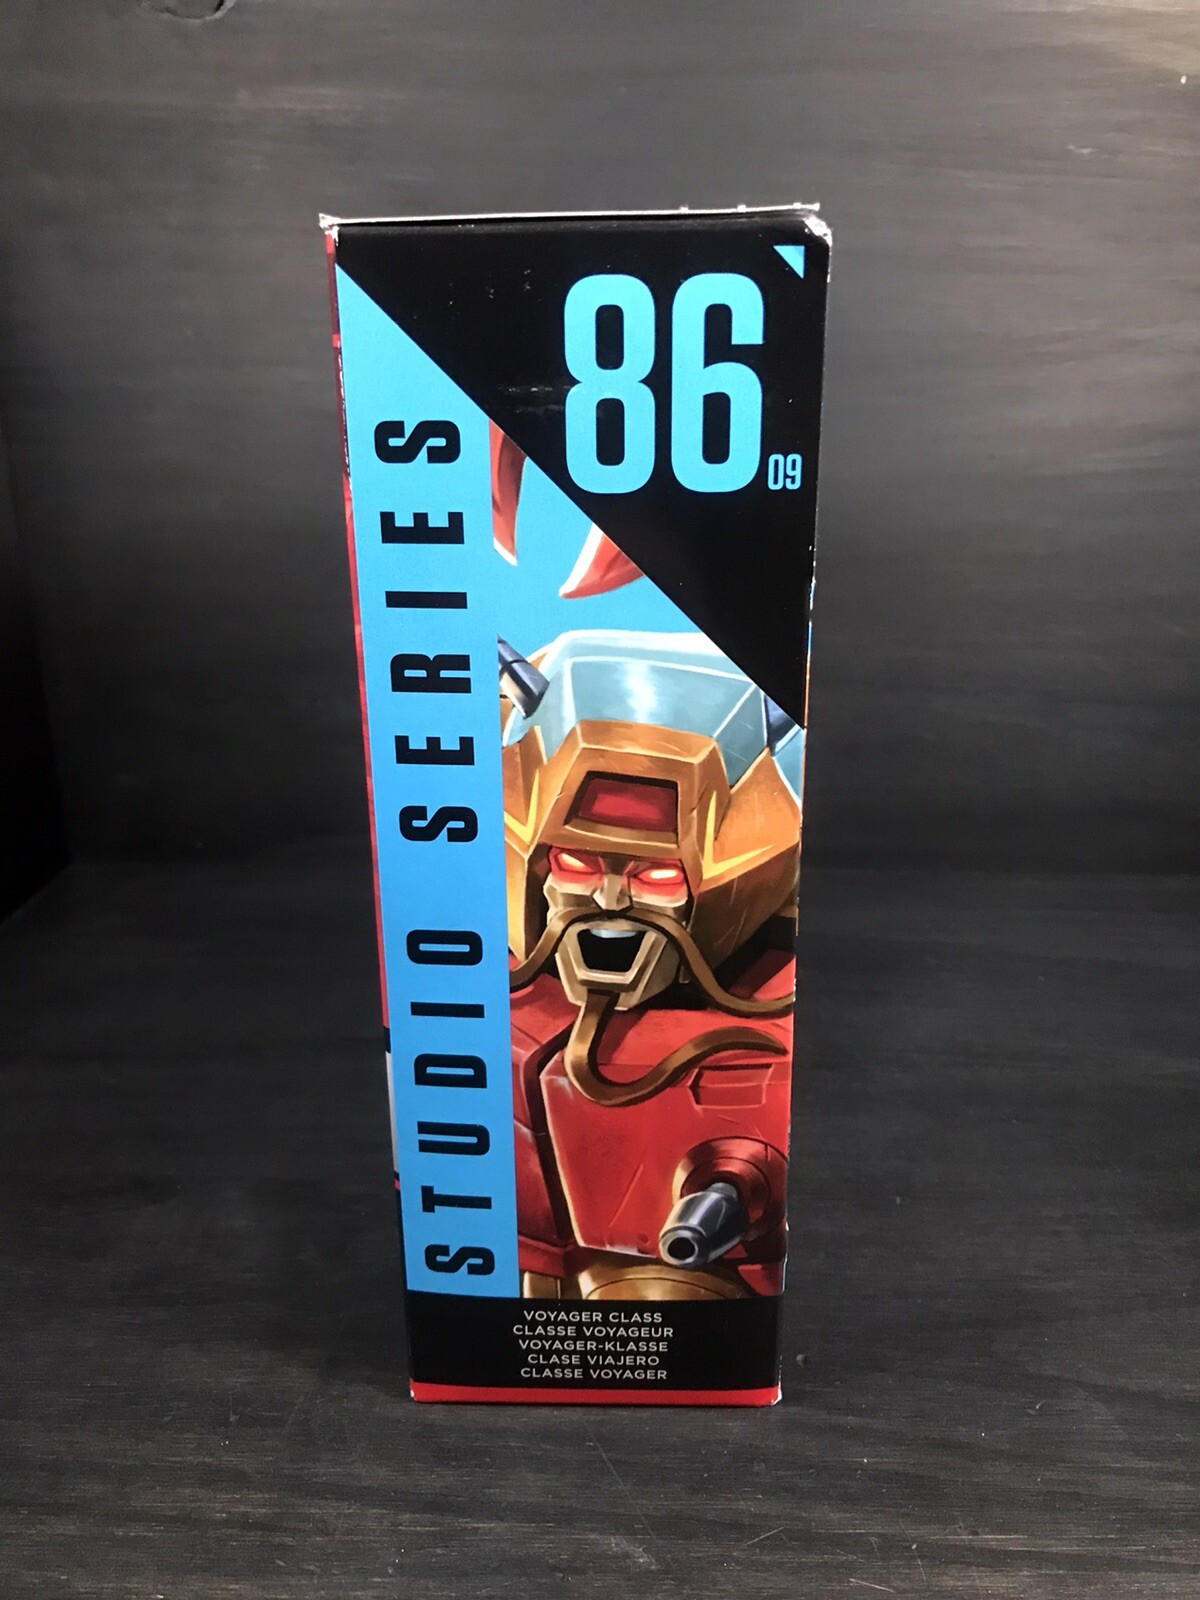 86
09
STUDIO SERIES
VOYAGER CLASS
CLASSE VOYAGEUR
VOYAGER-KLASSE
CLASE VIAJERO
CLASSE VOYAGER